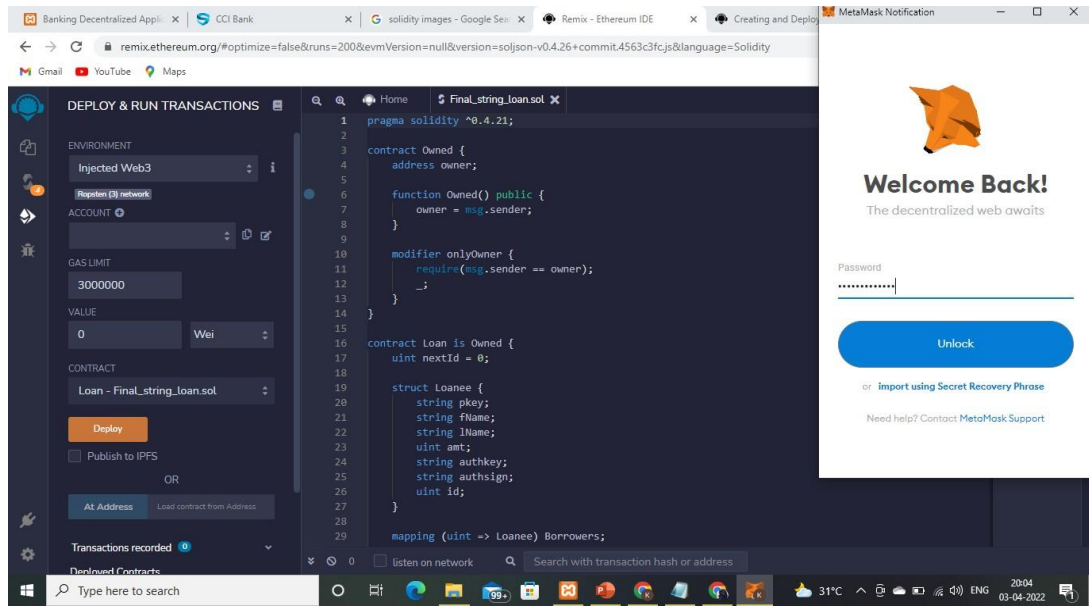 Banking Decentralized Applic
CCI Bank
solidity images - Google Sea
Remix - Ethereum IDE
Creating and Deploy
remix.ethereum.org/#optimize=false&runs=200&evmVersion=null&version=soljson-v0.4.26+commit.4563c3fc.js&language=Solidity
Gmail
YouTube
Maps
DEPLOY & RUN TRANSACTIONS
ENVIRONMENT
Injected Web3
i
Ropsten (3) network
ACCOUNT
GAS LIMIT
3000000
VALUE
0
Wei
CONTRACT
Loan - Final_string_loan.sol
Deploy
Publish to IPFS
OR
At Address
Load contract from Address
Transactions recorded 0
Deployed Contracts
Home
Final_string_loan.sol
1 pragma solidity ^0.4.21;
2
3 contract Owned {
4 address owner;
5
6 function Owned() public {
7 owner = msg.sender;
8 }
9
10 modifier onlyOwner {
11 require(msg.sender == owner);
12 _;
13 }
14 }
15
16 contract Loan is Owned {
17 uint nextId = 0;
18
19 struct Loanee {
20 string pkey;
21 string fName;
22 string lName;
23 uint amt;
24 string authkey;
25 string authsign;
26 uint id;
27 }
28
29 mapping (uint => Loanee) Borrowers;
0
listen on network
Search with transaction hash or address
MetaMask Notification
Welcome Back!
The decentralized web awaits
Password
•••••••••••••
Unlock
or import using Secret Recovery Phrase
Need help? Contact MetaMask Support
Type here to search
99+
31°C
ENG
20:04
03-04-2022